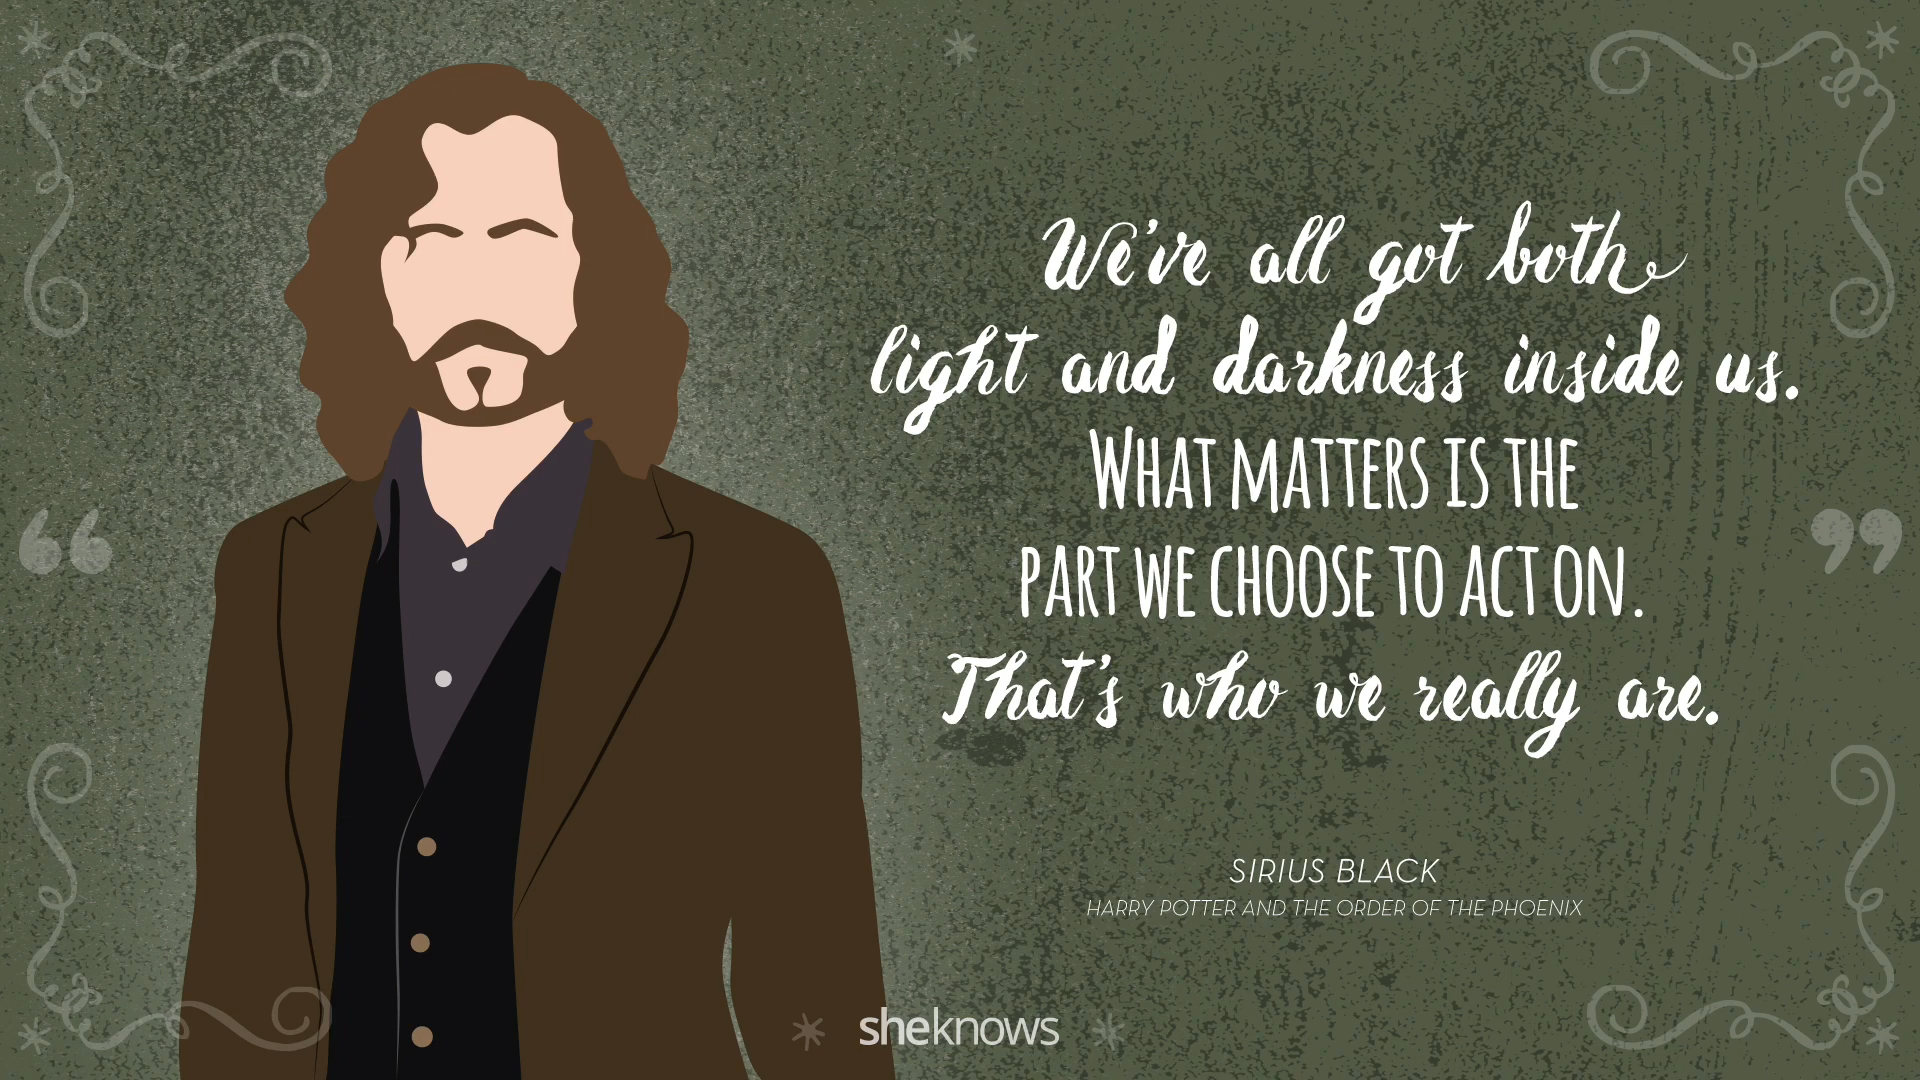 We've all got both
light and darkness inside us.
WHAT MATTERS IS THE
PART WE CHOOSE TO ACT ON.
That's who we really are.
SIRIUS BLACK
HARRY POTTER AND THE ORDER OF THE PHOENIX
sheknows